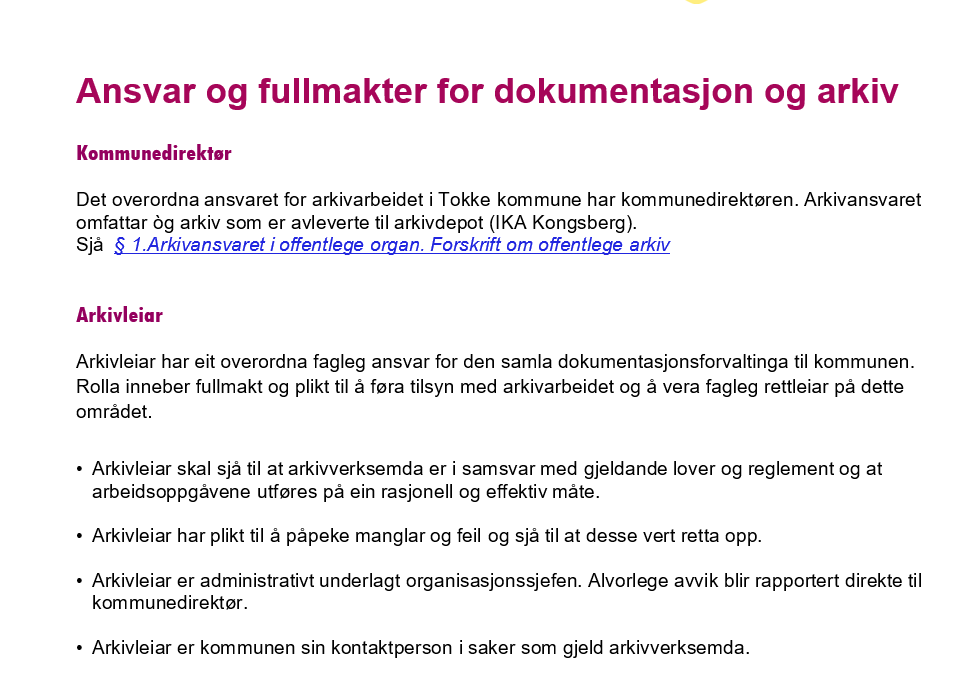 Ansvar og fullmakter for dokumentasjon og arkiv
Kommunedirektør
Det overordna ansvaret for arkivarbeidet i Tokke kommune har kommunedirektøren. Arkivansvaret
omfattar òg arkiv som er avleverte til arkivdepot (IKA Kongsberg).
Sjå § 1.Arkivansvaret i offentlege organ. Forskrift om offentlege arkiv
Arkivleiar
Arkivleiar har eit overordna fagleg ansvar for den samla dokumentasjonsforvaltinga til kommunen.
Rolla inneber fullmakt og plikt til å føra tilsyn med arkivarbeidet og å vera fagleg rettleiar på dette
området.
• Arkivleiar skal sjå til at arkivverksemda er i samsvar med gjeldande lover og reglement og at
arbeidsoppgåvene utføres på ein rasjonell og effektiv måte.
• Arkivleiar har plikt til å påpeke manglar og feil og sjå til at desse vert retta opp.
• Arkivleiar er administrativt underlagt organisasjonssjefen. Alvorlege avvik blir rapportert direkte til
kommunedirektør.
• Arkivleiar er kommunen sin kontaktperson i saker som gjeld arkivverksemda.